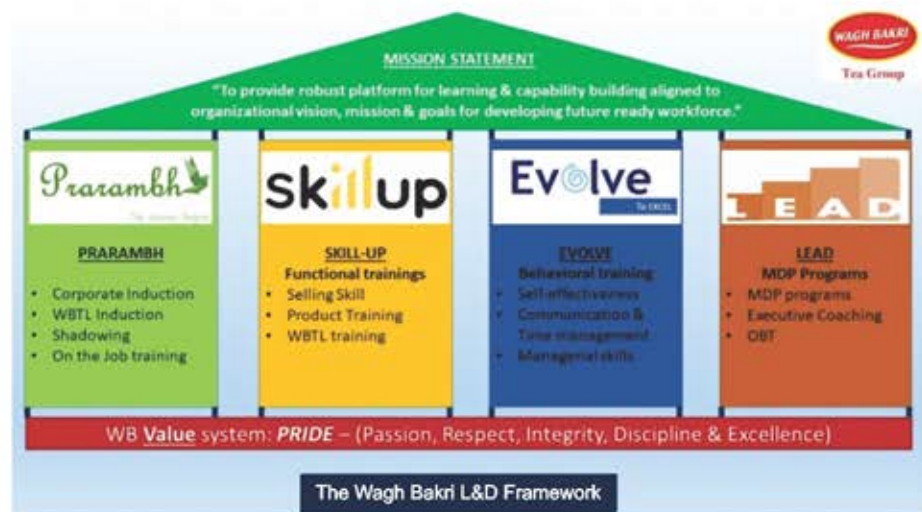 WAGH BAKRI
Tea Group
MISSION STATEMENT
"To provide robust platform for learning & capability building aligned to
organizational vision, mission & goals for developing future ready workforce."
Prarambh
PRARAMBH
• Corporate Induction
• WBTL Induction
• Shadowing
• On the Job training
Skillup
SKILL-UP
Functional trainings
• Selling Skill
• Product Training
• WBTL training
Evolve
To EXCEL
EVOLVE
Behavioral training
• Self-effectiveness
• Communication &
Time management
• Managerial skills
LEAD
LEAD
MDP Programs
• MDP programs
• Executive Coaching
• OBT
WB Value system: PRIDE – (Passion, Respect, Integrity, Discipline & Excellence)
The Wagh Bakri L&D Framework